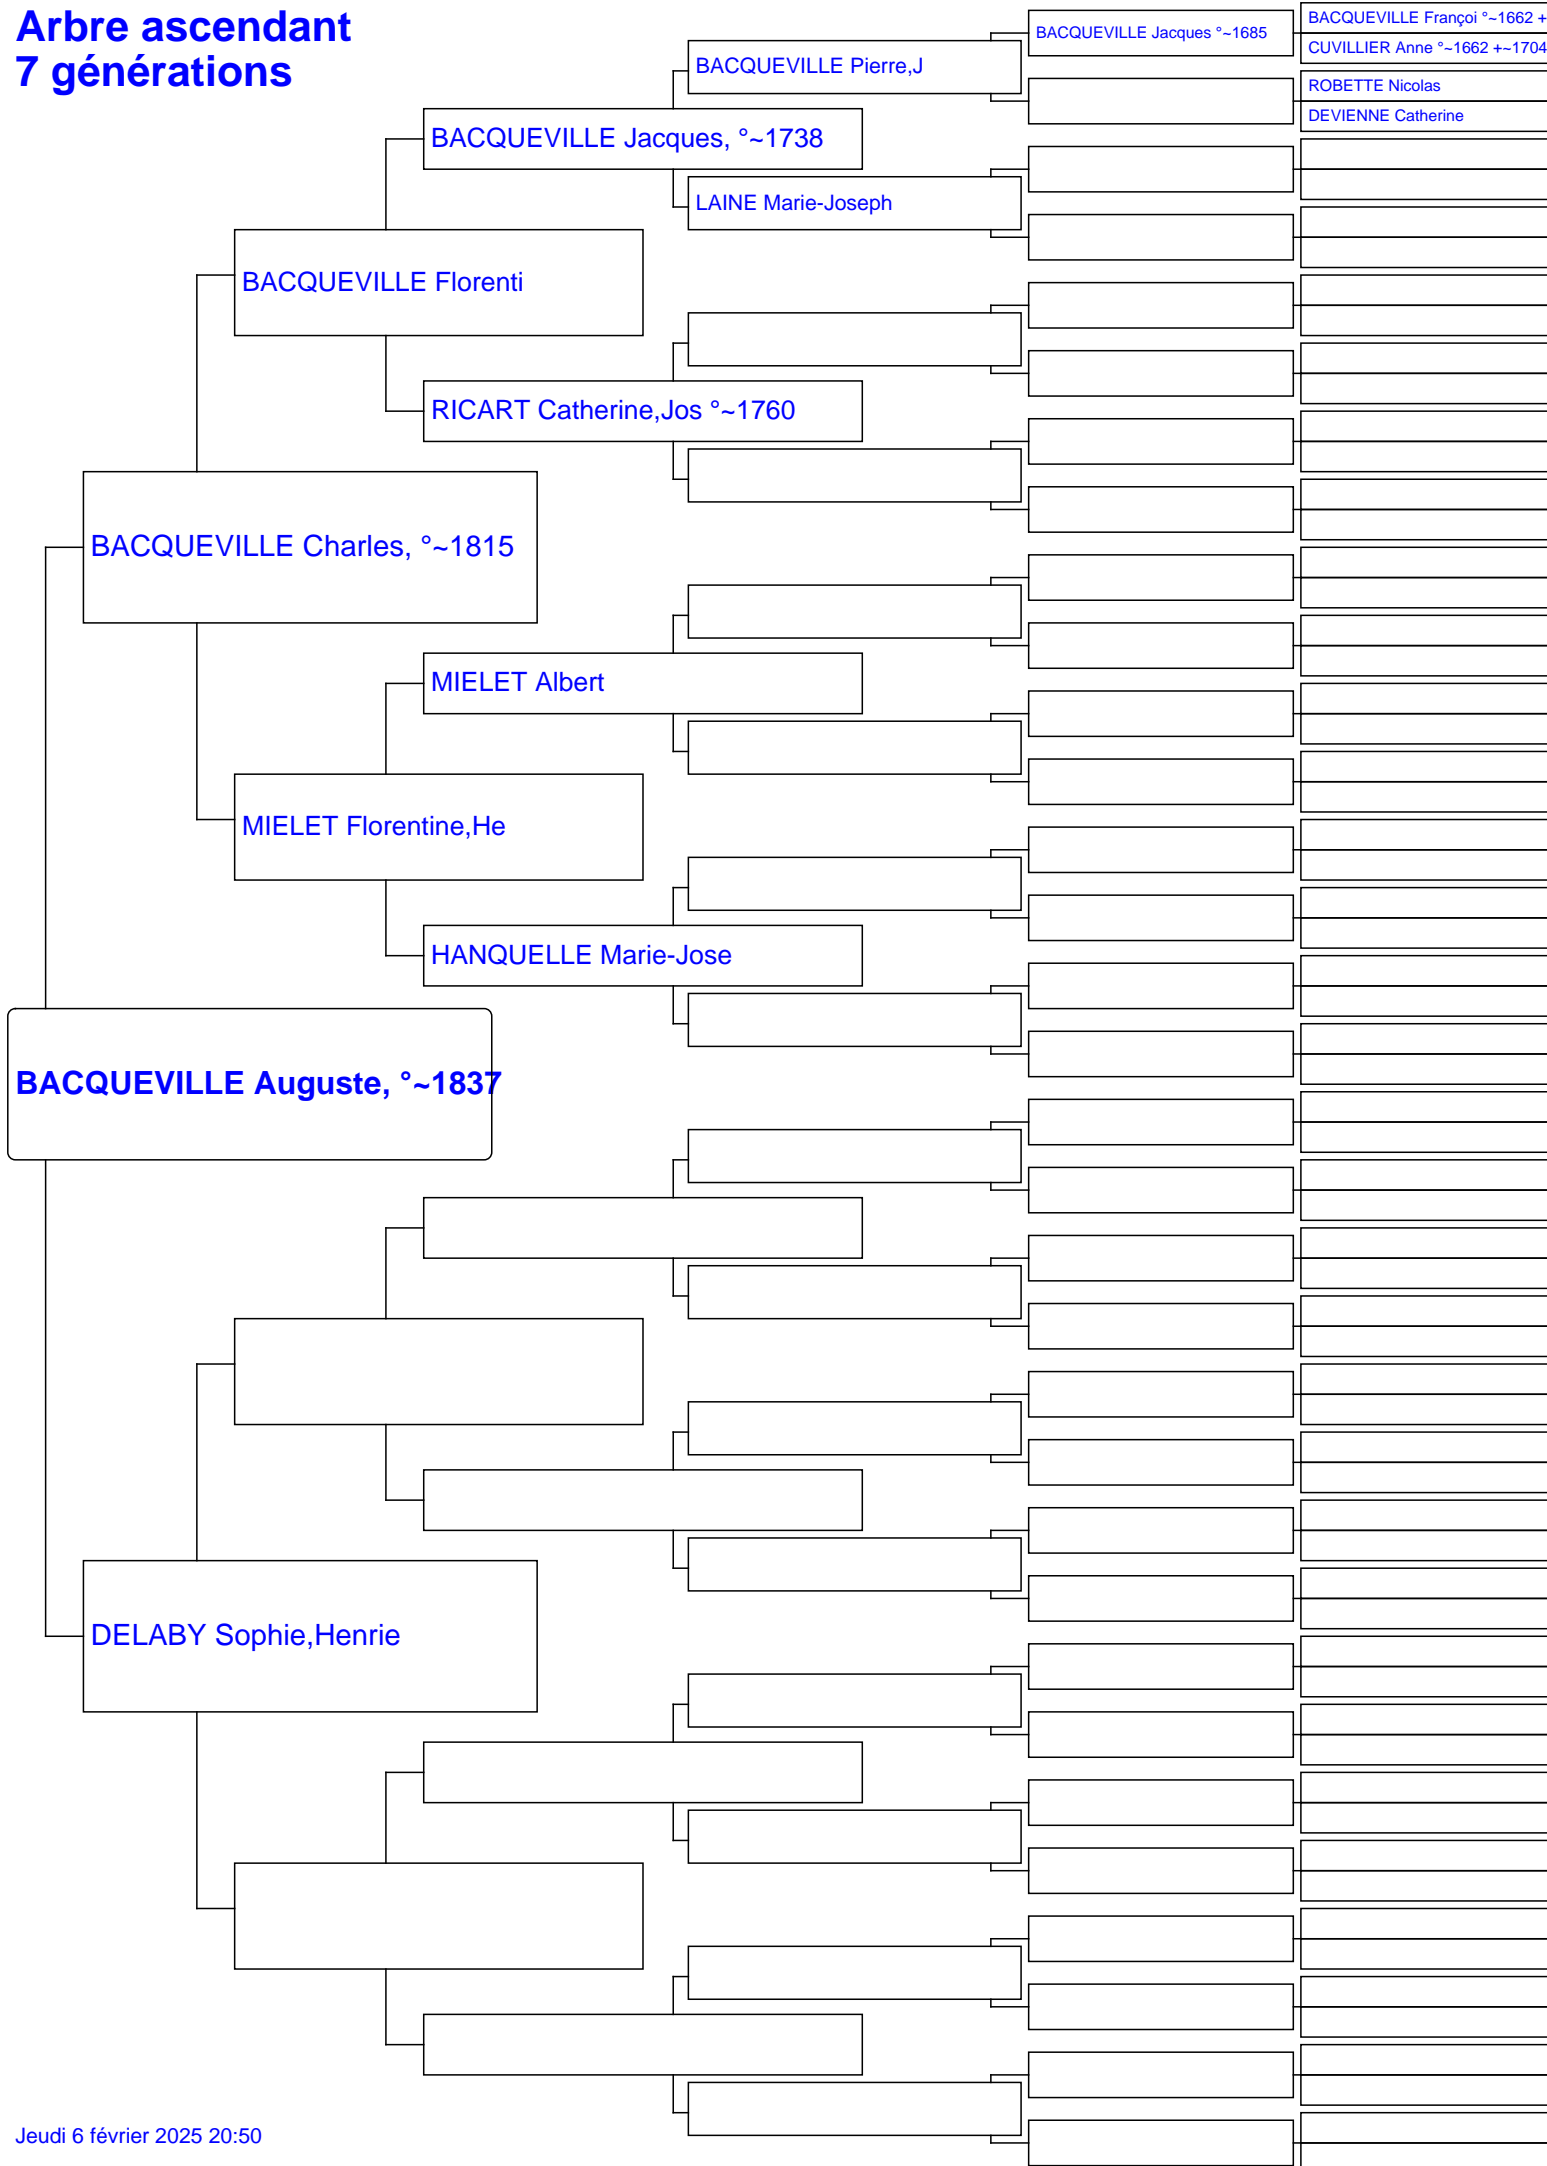 Arbre ascendant
7 générations
BACQUEVILLE Jacques °~1685
BACQUEVILLE Françoi °~1662 +
CUVILLIER Anne °~1662 +~1704
BACQUEVILLE Pierre,J
ROBETTE Nicolas
DEVIENNE Catherine
BACQUEVILLE Jacques, °~1738
LAINE Marie-Joseph
BACQUEVILLE Florenti
RICART Catherine,Jos °~1760
BACQUEVILLE Charles, °~1815
MIELET Albert
MIELET Florentine,He
HANQUELLE Marie-Jose
BACQUEVILLE Auguste, °~1837
DELABY Sophie,Henrie
Jeudi 6 février 2025 20:50